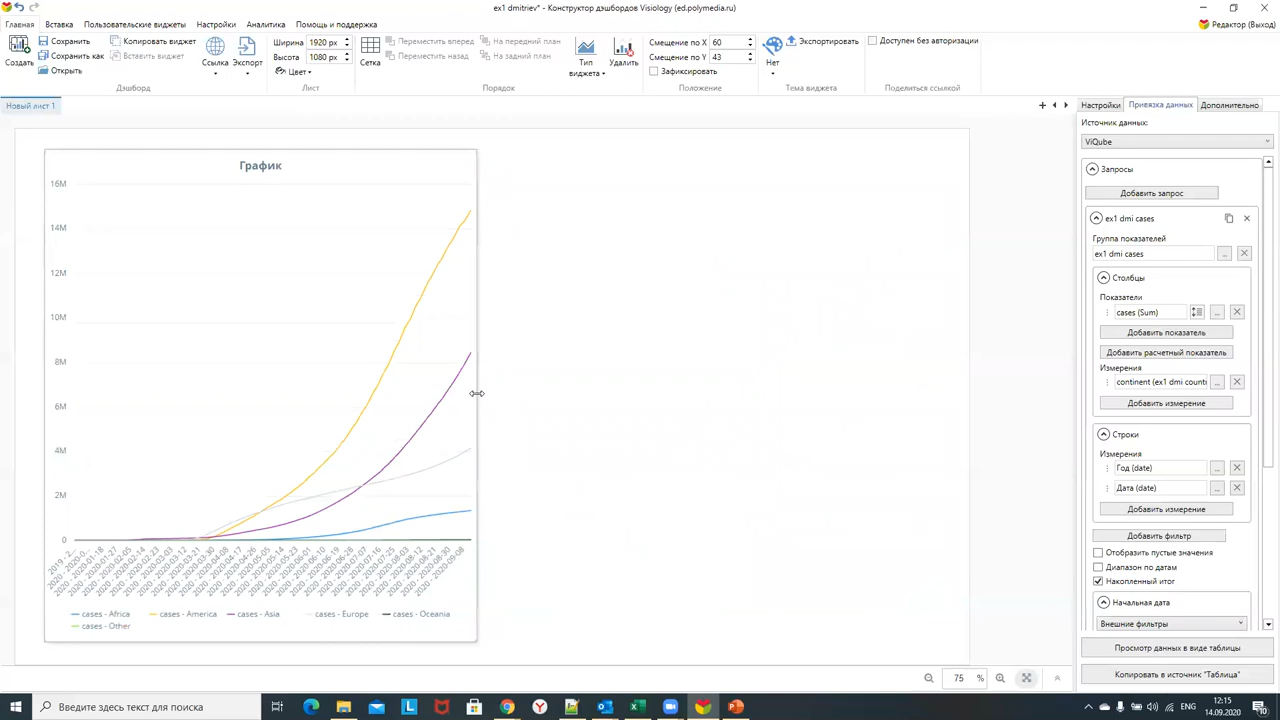 ex1 dmitriev* - Конструктор дэшбордов Visiology (ed.polymedia.ru)
Главная Вставка Пользовательские виджеты Настройки Аналитика Помощь и поддержка
Редактор (Выход)
Создать
Сохранить
Сохранить как
Открыть
Копировать виджет
Вставить виджет
Ссылка
Экспорт
Дэшборд
Ширина 1920 px
Высота 1080 px
Цвет
Лист
Сетка
Переместить вперед
Переместить назад
На передний план
На задний план
Порядок
Тип виджета
Удалить
Смещение по X 60
Смещение по Y 43
Зафиксировать
Положение
Нет
Экспортировать
Тема виджета
Доступен без авторизации
Поделиться ссылкой
Новый лист 1
График
16M
14M
12M
10M
8M
6M
4M
2M
0
cases - Africa cases - America cases - Asia cases - Europe cases - Oceania
cases - Other
Настройки Привязка данных Дополнительно
Источник данных:
ViQube
Запросы
Добавить запрос
ex1 dmi cases
Группа показателей
ex1 dmi cases ...
Столбцы
Показатели
cases (Sum) ...
Добавить показатель
Добавить расчетный показатель
Измерения
continent (ex1 dmi counti ...
Добавить измерение
Строки
Измерения
Год (date) ...
Дата (date) ...
Добавить измерение
Добавить фильтр
Отобразить пустые значения
Диапазон по датам
Накопленный итог
Начальная дата
Внешние фильтры
Просмотр данных в виде таблицы
Копировать в источник "Таблица"
75 %
Введите здесь текст для поиска
РУС
12:15
14.09.2020